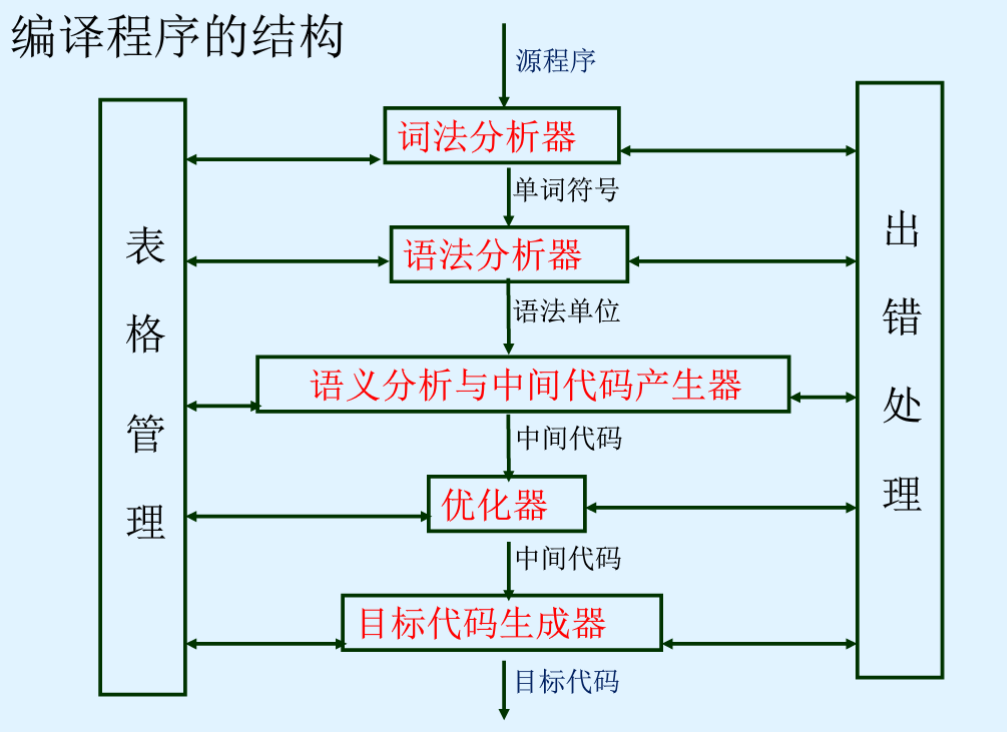 编译程序的结构
源程序
词法分析器
单词符号
语法分析器
语法单位
语义分析与中间代码产生器
中间代码
优化器
中间代码
目标代码生成器
目标代码
表格管理
出错处理